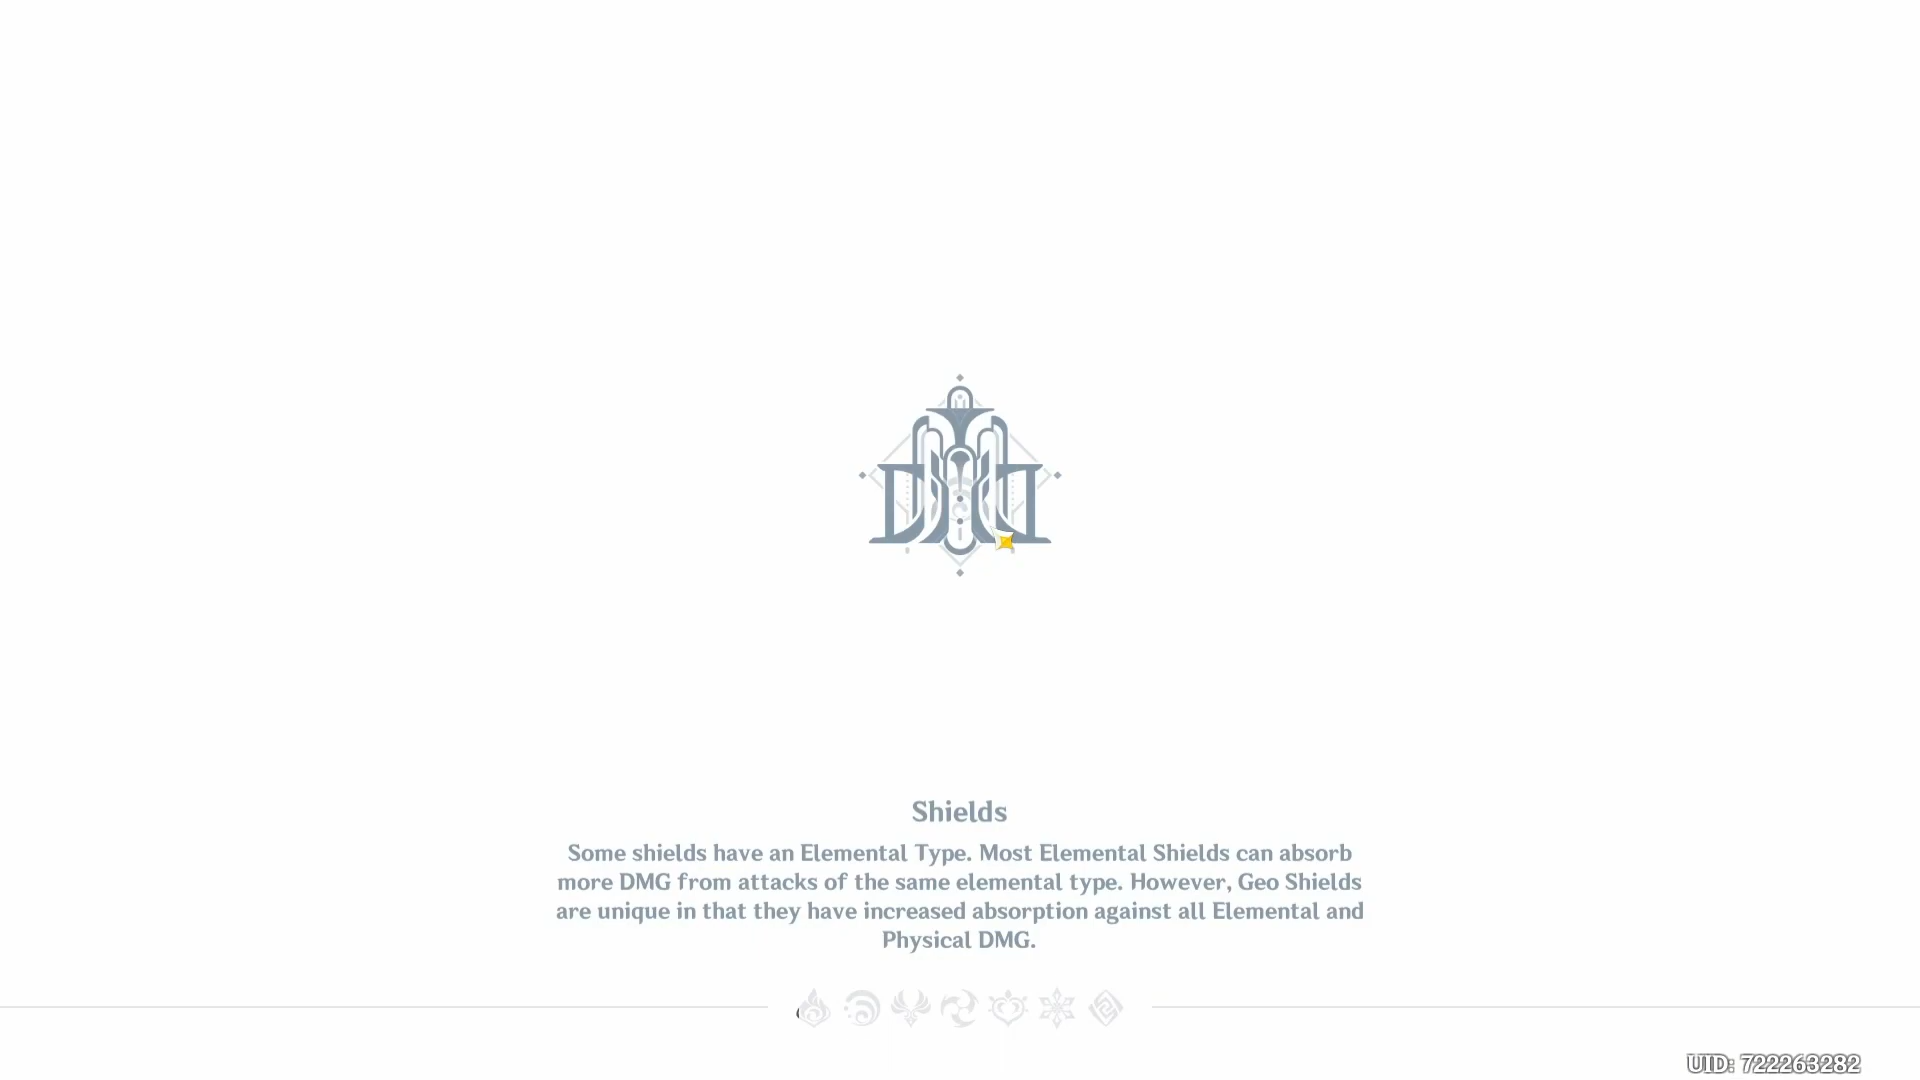 Shields
Some shields have an Elemental Type. Most Elemental Shields can absorb
more DMG from attacks of the same elemental type. However, Geo Shields
are unique in that they have increased absorption against all Elemental and
Physical DMG.
UID: 722263282